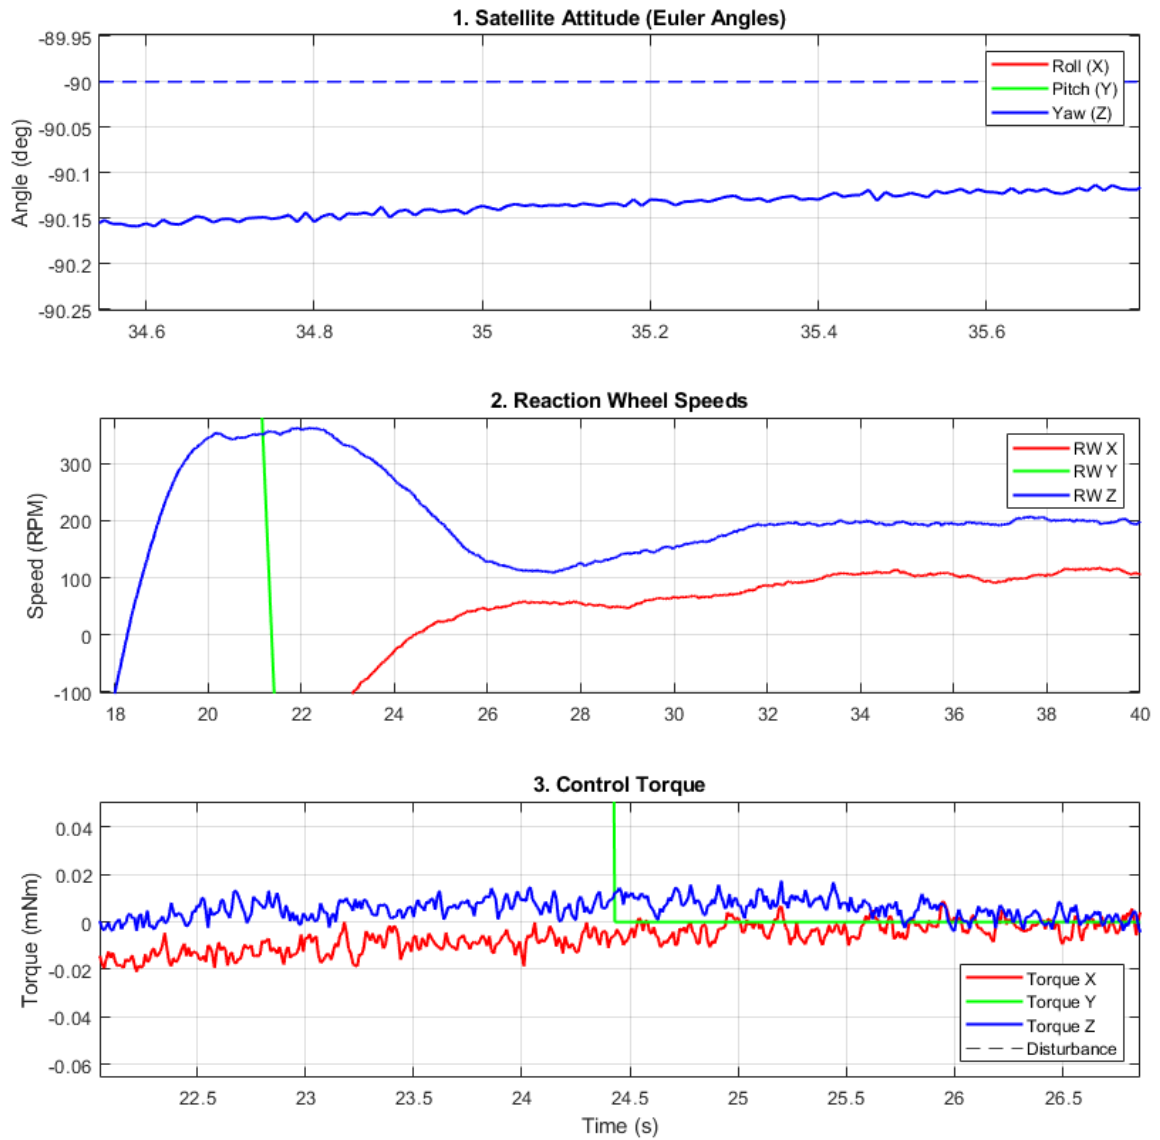 1. Satellite Attitude (Euler Angles)
-89.95
-90
-90.05
-90.1
-90.15
-90.2
-90.25
Angle (deg)
Roll (X)
Pitch (Y)
Yaw (Z)
34.6 34.8 35 35.2 35.4 35.6
2. Reaction Wheel Speeds
300
200
100
0
-100
Speed (RPM)
RW X
RW Y
RW Z
18 20 22 24 26 28 30 32 34 36 38 40
3. Control Torque
0.04
0.02
0
-0.02
-0.04
-0.06
Torque (mNm)
Torque X
Torque Y
Torque Z
Disturbance
22.5 23 23.5 24 24.5 25 25.5 26 26.5
Time (s)